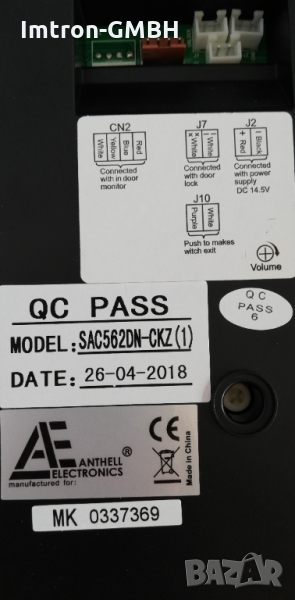 Imtron-GMBH
CN2
White
Yellow
Blue
Red
Connected
with in door
monitor
J7
White
White
Connected
with door
lock
J2
+ Red
Black
Connected
with power
supply
DC 14.5V
J10
Purple
White
Push to makes
witch exit
Volume
QC PASS
MODEL: SAC562DN-CKZ(1)
DATE: 26-04-2018
QC
PASS
6
AE
ANTHELL
ELECTRONICS
®
manufactured for:
CE
Made in China
MK 0337369
BAZAR